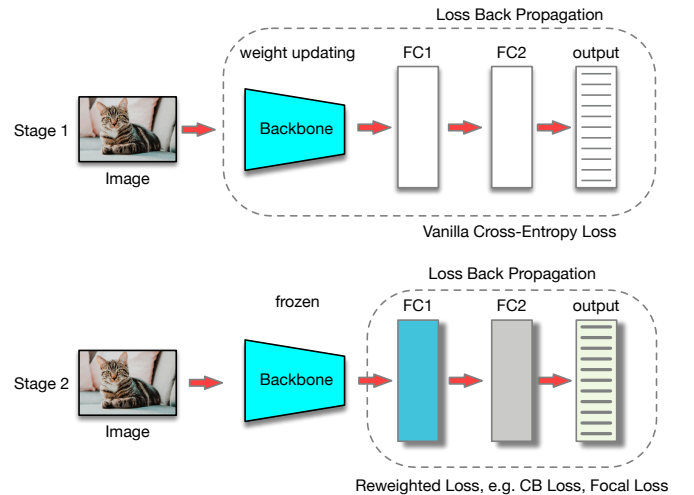 Loss Back Propagation
weight updating
FC1
FC2
output
Stage 1
Backbone
Image
Vanilla Cross-Entropy Loss
Loss Back Propagation
frozen
FC1
FC2
output
Stage 2
Backbone
Image
Reweighted Loss, e.g. CB Loss, Focal Loss